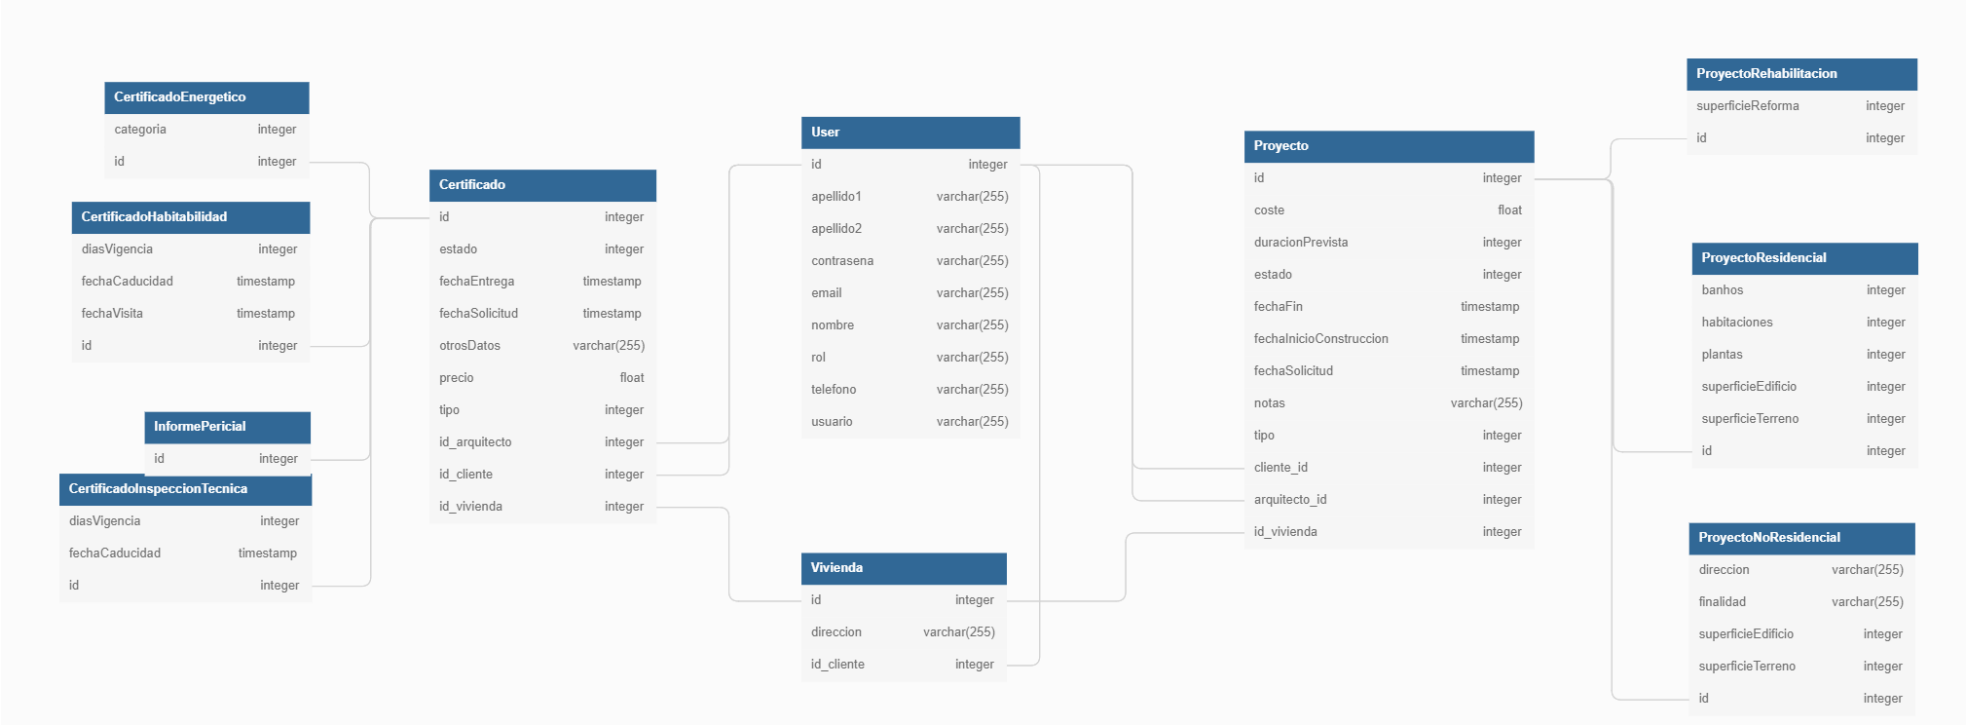 CertificadoEnergetico
categoria integer
id integer
CertificadoHabitabilidad
diasVigencia integer
fechaCaducidad timestamp
fechaVisita timestamp
id integer
InformePericial
id integer
CertificadoInspeccionTecnica
diasVigencia integer
fechaCaducidad timestamp
id integer
Certificado
id integer
estado integer
fechaEntrega timestamp
fechaSolicitud timestamp
otrosDatos varchar(255)
precio float
tipo integer
id_arquitecto integer
id_cliente integer
id_vivienda integer
User
id integer
apellido1 varchar(255)
apellido2 varchar(255)
contrasena varchar(255)
email varchar(255)
nombre varchar(255)
rol varchar(255)
telefono varchar(255)
usuario varchar(255)
Vivienda
id integer
direccion varchar(255)
id_cliente integer
Proyecto
id integer
coste float
duracionPrevista integer
estado integer
fechaFin timestamp
fechaInicioConstruccion timestamp
fechaSolicitud timestamp
notas varchar(255)
tipo integer
cliente_id integer
arquitecto_id integer
id_vivienda integer
ProyectoRehabilitacion
superficieReforma integer
id integer
ProyectoResidencial
banhos integer
habitaciones integer
plantas integer
superficieEdificio integer
superficieTerreno integer
id integer
ProyectoNoResidencial
direccion varchar(255)
finalidad varchar(255)
superficieEdificio integer
superficieTerreno integer
id integer